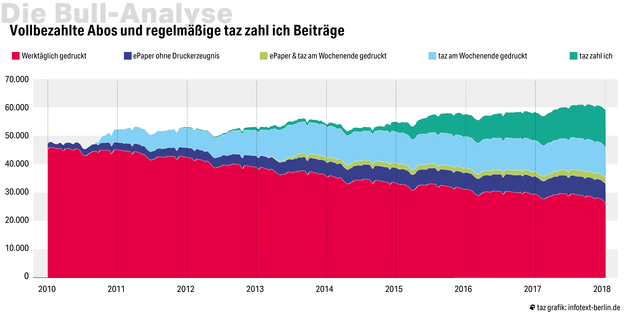 Die Bull-Analyse
Vollbezahlte Abos und regelmäßige taz zahl ich Beiträge
Werktäglich gedruckt ePaper ohne Druckerzeugnis ePaper & taz am Wochenende gedruckt taz am Wochenende gedruckt taz zahl ich
70.000
60.000
50.000
40.000
30.000
20.000
10.000
0
2010 2011 2012 2013 2014 2015 2016 2017 2018
taz grafik: infotext-berlin.de